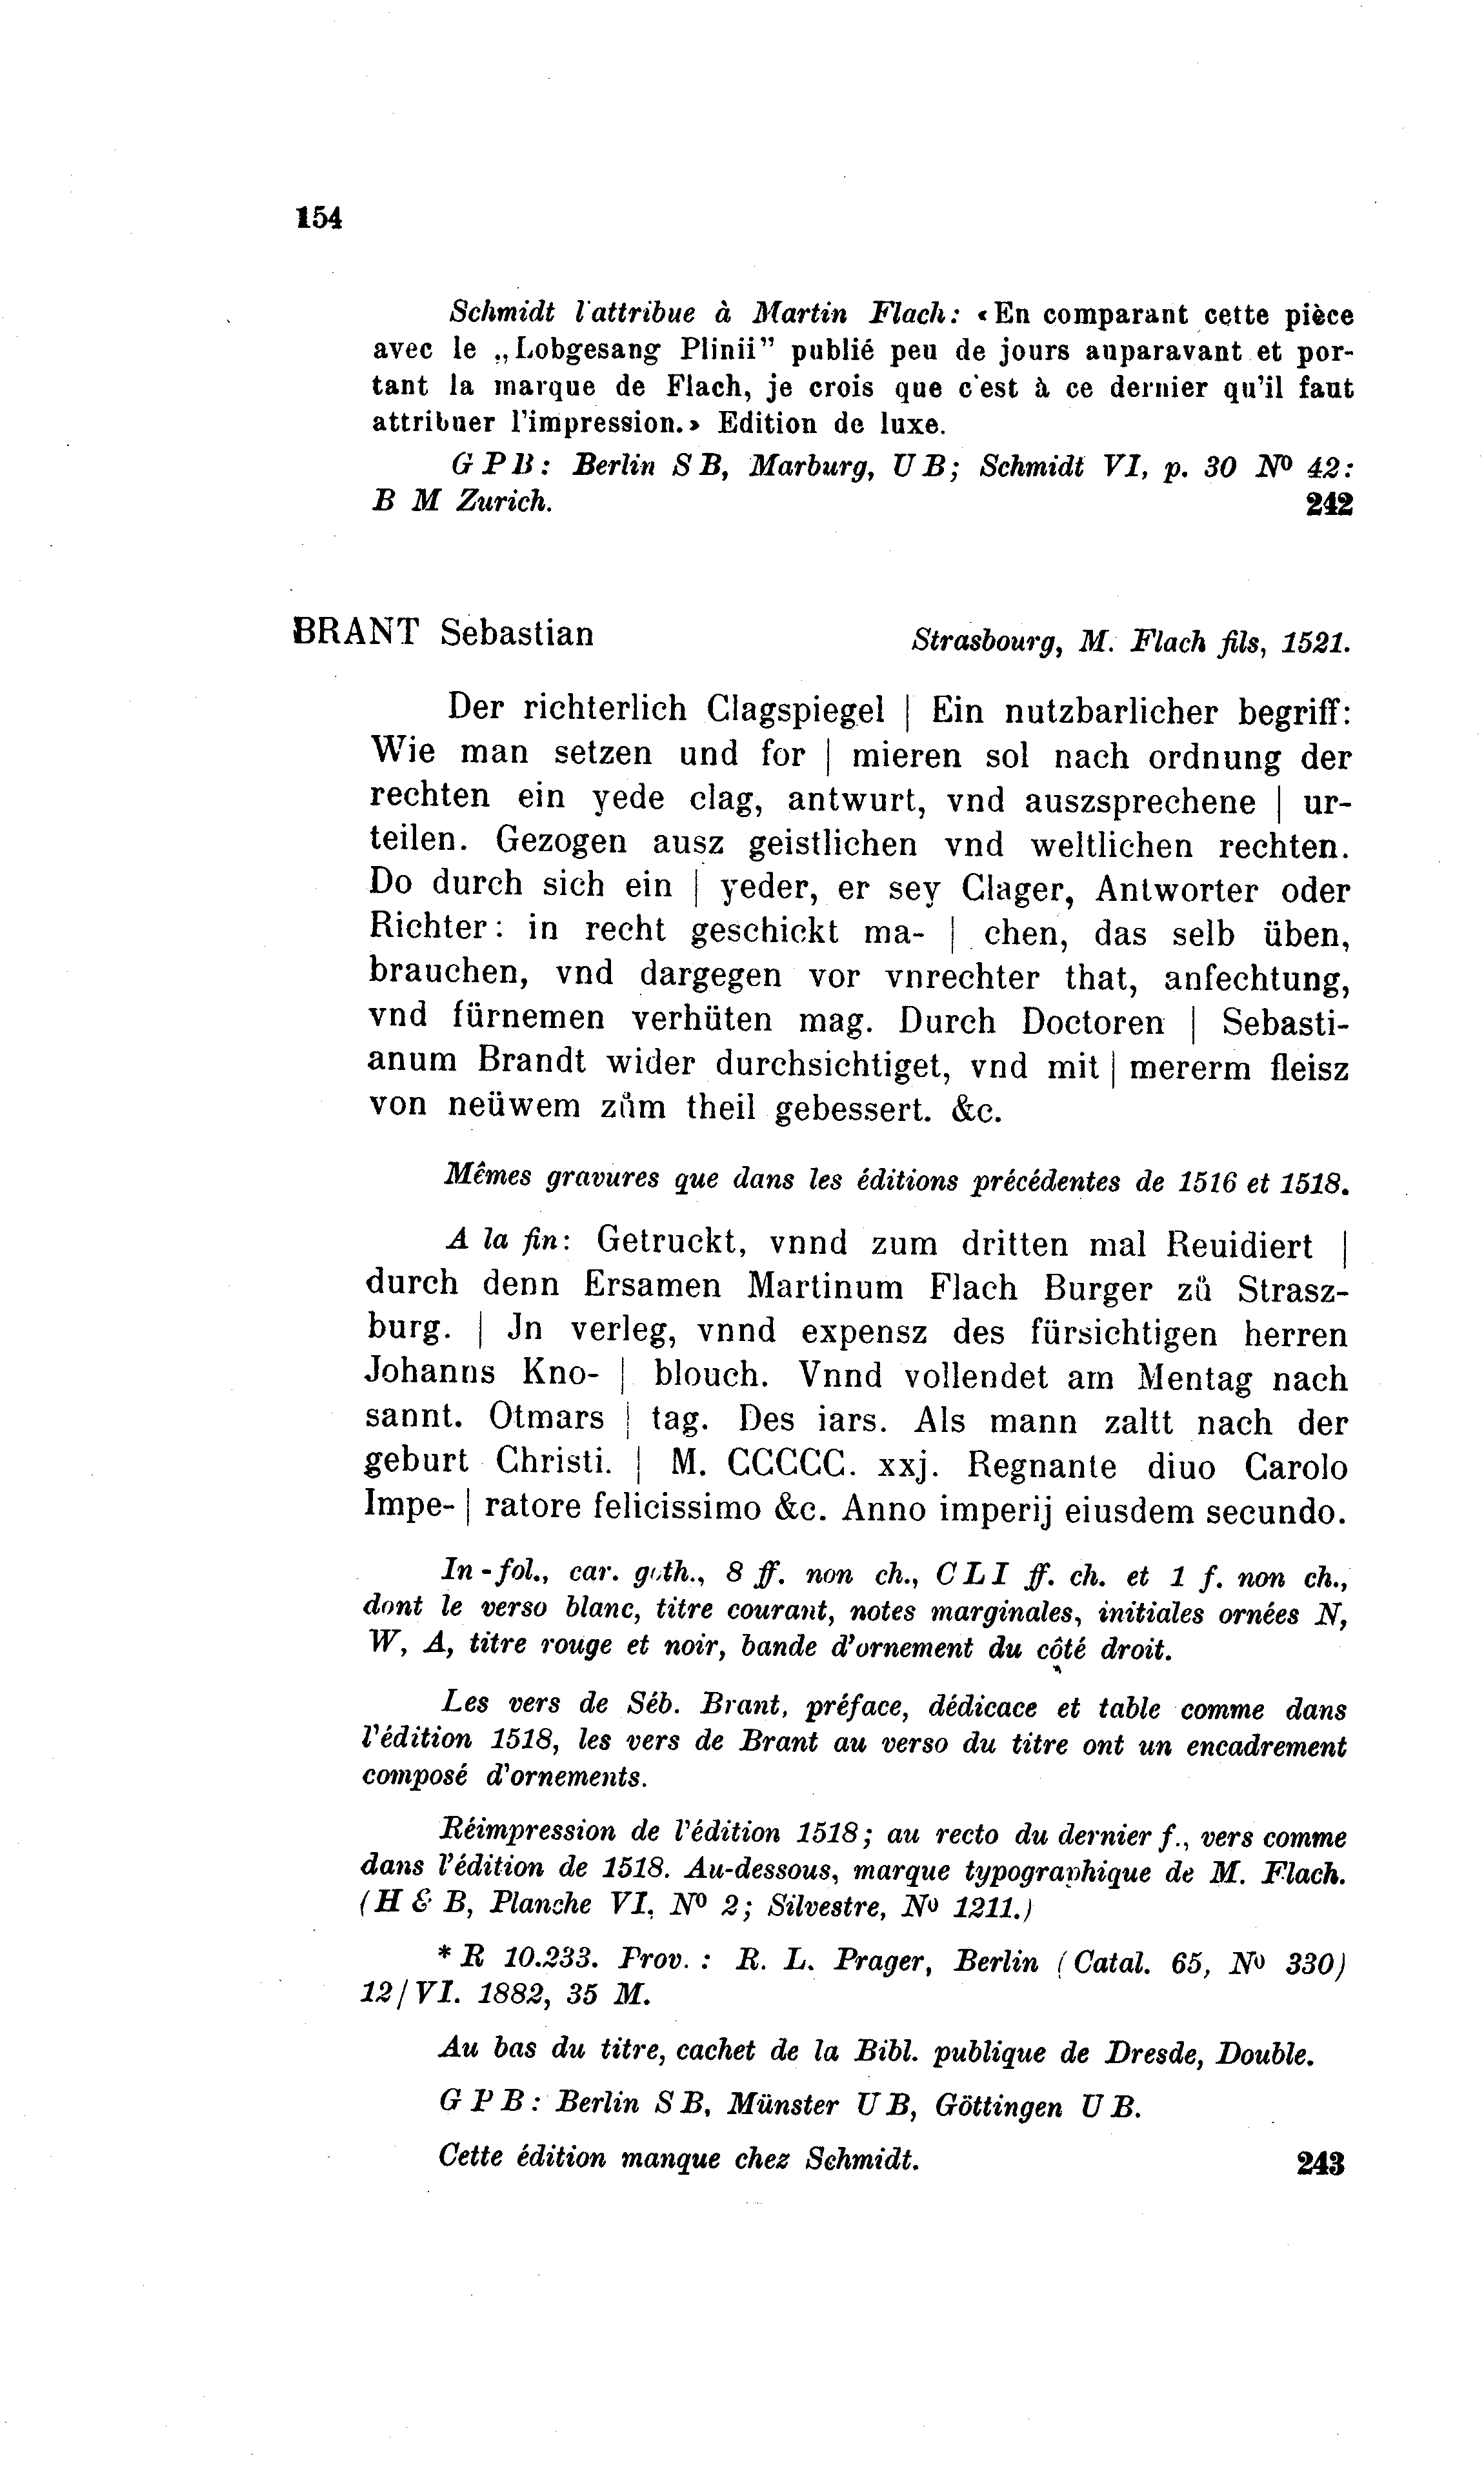 154
Schmidt l'attribue à Martin Flach: «En comparant cette pièce
avec le „Lobgesang Plinii” publié peu de jours auparavant et por-
tant la marque de Flach, je crois que c'est à ce dernier qu'il faut
attribuer l'impression.» Edition de luxe.
G P B: Berlin S B, Marburg, U B; Schmidt VI, p. 30 Nº 42:
B M Zurich. 242
BRANT Sebastian Strasbourg, M. Flach fils, 1521.
Der richterlich Clagspiegel | Ein nutzbarlicher begriff:
Wie man setzen und for | mieren sol nach ordnung der
rechten ein yede clag, antwurt, vnd auszsprechene | ur-
teilen. Gezogen ausz geistlichen vnd weltlichen rechten.
Do durch sich ein | yeder, er sey Clager, Antworter oder
Richter: in recht geschickt ma- | chen, das selb üben,
brauchen, vnd dargegen vor vnrechter that, anfechtung,
vnd fürnemen verhüten mag. Durch Doctoren | Sebasti-
anum Brandt wider durchsichtiget, vnd mit | mererm fleisz
von neüwem zům theil gebessert. &c.
Mêmes gravures que dans les éditions précédentes de 1516 et 1518.
A la fin: Getruckt, vnnd zum dritten mal Reuidiert |
durch denn Ersamen Martinum Flach Burger zů Strasz-
burg. | Jn verleg, vnnd expensz des fürsichtigen herren
Johanns Kno- | blouch. Vnnd vollendet am Mentag nach
sannt. Otmars | tag. Des iars. Als mann zaltt nach der
geburt Christi. | M. CCCCC. xxj. Regnante diuo Carolo
Impe- | ratore felicissimo &c. Anno imperij eiusdem secundo.
In-fol., car. goth., 8 ff. non ch., CLI ff. ch. et 1 f. non ch.,
dont le verso blanc, titre courant, notes marginales, initiales ornées N,
W, A, titre rouge et noir, bande d'ornement du côté droit.
Les vers de Séb. Brant, préface, dédicace et table comme dans
l'édition 1518, les vers de Brant au verso du titre ont un encadrement
composé d'ornements.
Réimpression de l'édition 1518; au recto du dernier f., vers comme
dans l'édition de 1518. Au-dessous, marque typographique de M. Flach.
(H & B, Planche VI, Nº 2; Silvestre, Nº 1211.)
* R 10.233. Prov. : R. L. Prager, Berlin (Catal. 65, Nº 330)
12/VI. 1882, 35 M.
Au bas du titre, cachet de la Bibl. publique de Dresde, Double.
G P B: Berlin S B, Münster U B, Göttingen U B.
Cette édition manque chez Schmidt. 243